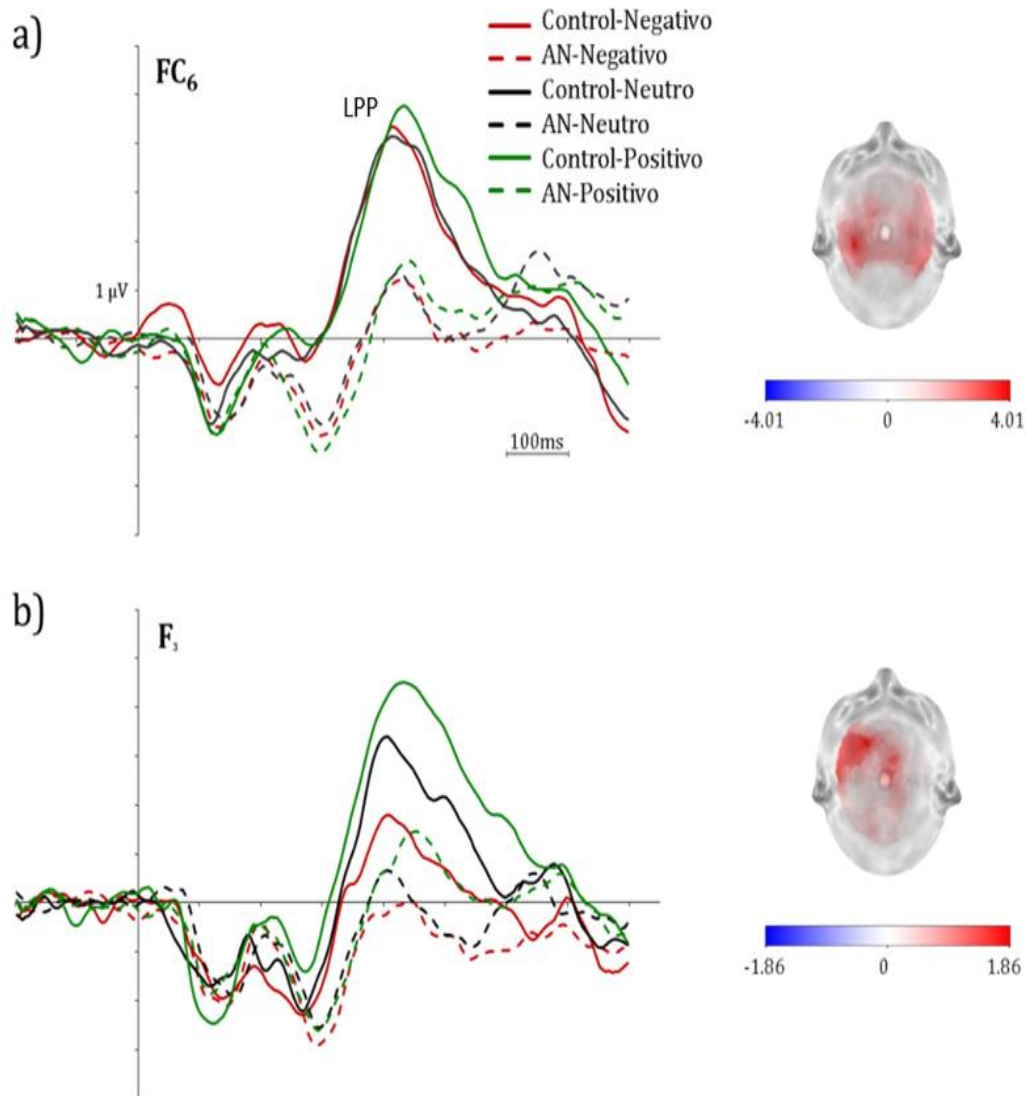 a)
FC₆
Control-Negativo
AN-Negativo
Control-Neutro
AN-Neutro
Control-Positivo
AN-Positivo
LPP
1 μV
100ms
-4.01 0 4.01
b)
F₃
-1.86 0 1.86